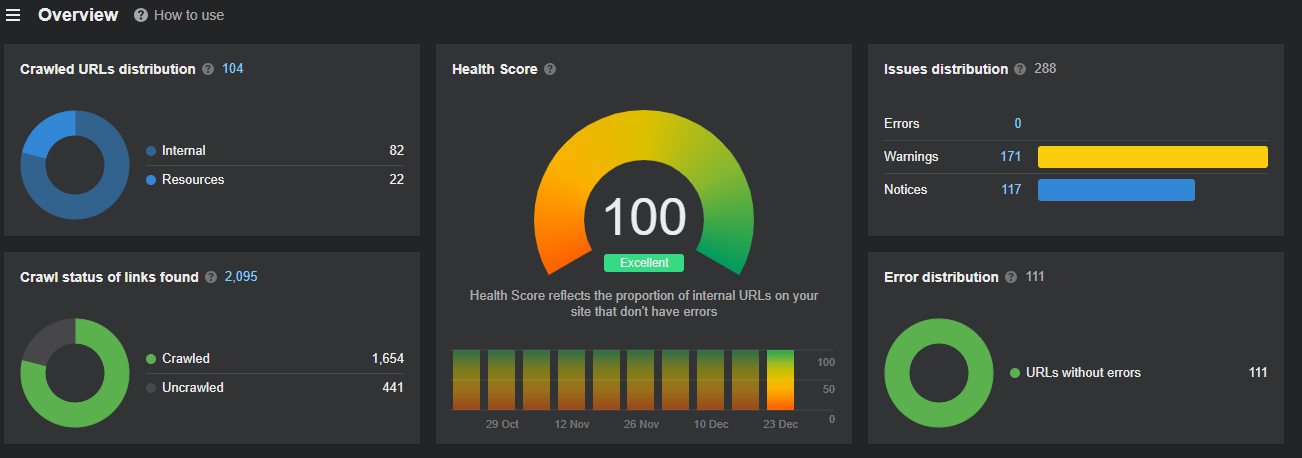 Overview How to use
Crawled URLs distribution 104
Internal 82
Resources 22
Crawl status of links found 2,095
Crawled 1,654
Uncrawled 441
Health Score
100
Excellent
Health Score reflects the proportion of internal URLs on your
site that don't have errors
100
50
0
29 Oct 12 Nov 26 Nov 10 Dec 23 Dec
Issues distribution 288
Errors 0
Warnings 171
Notices 117
Error distribution 111
URLs without errors 111